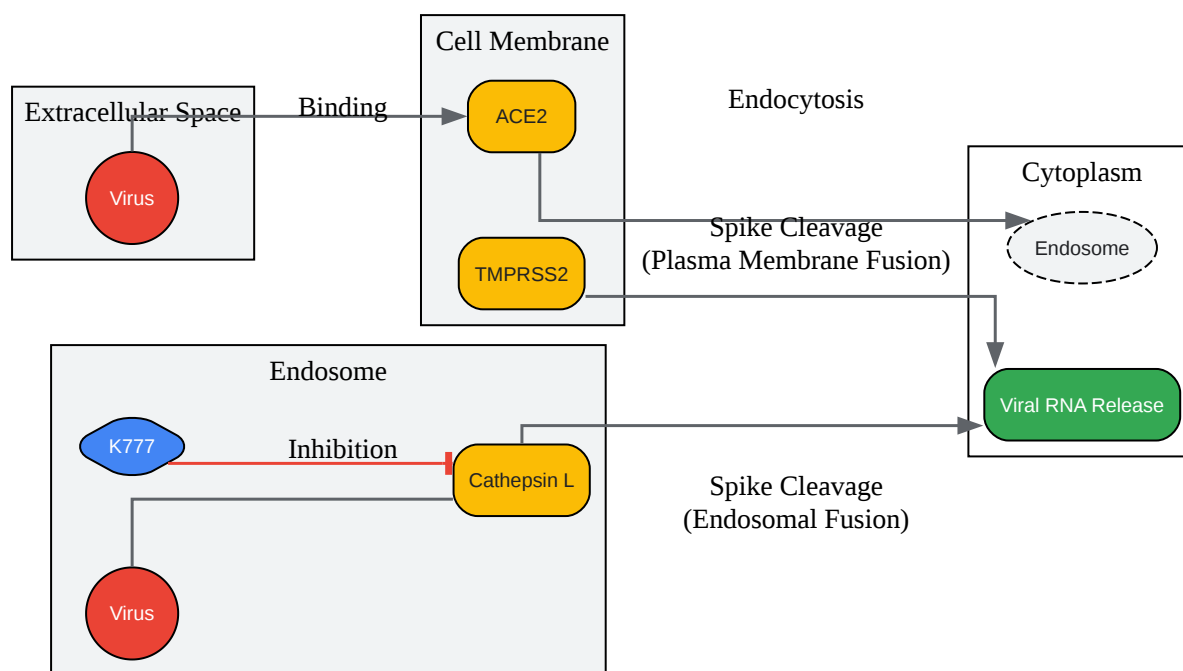 Cell Membrane
Extracellular Space
Binding
ACE2
Endocytosis
Virus
Cytoplasm
TMPRSS2
Spike Cleavage
(Plasma Membrane Fusion)
Endosome
Endosome
K777
Inhibition
Cathepsin L
Viral RNA Release
Virus
Spike Cleavage
(Endosomal Fusion)